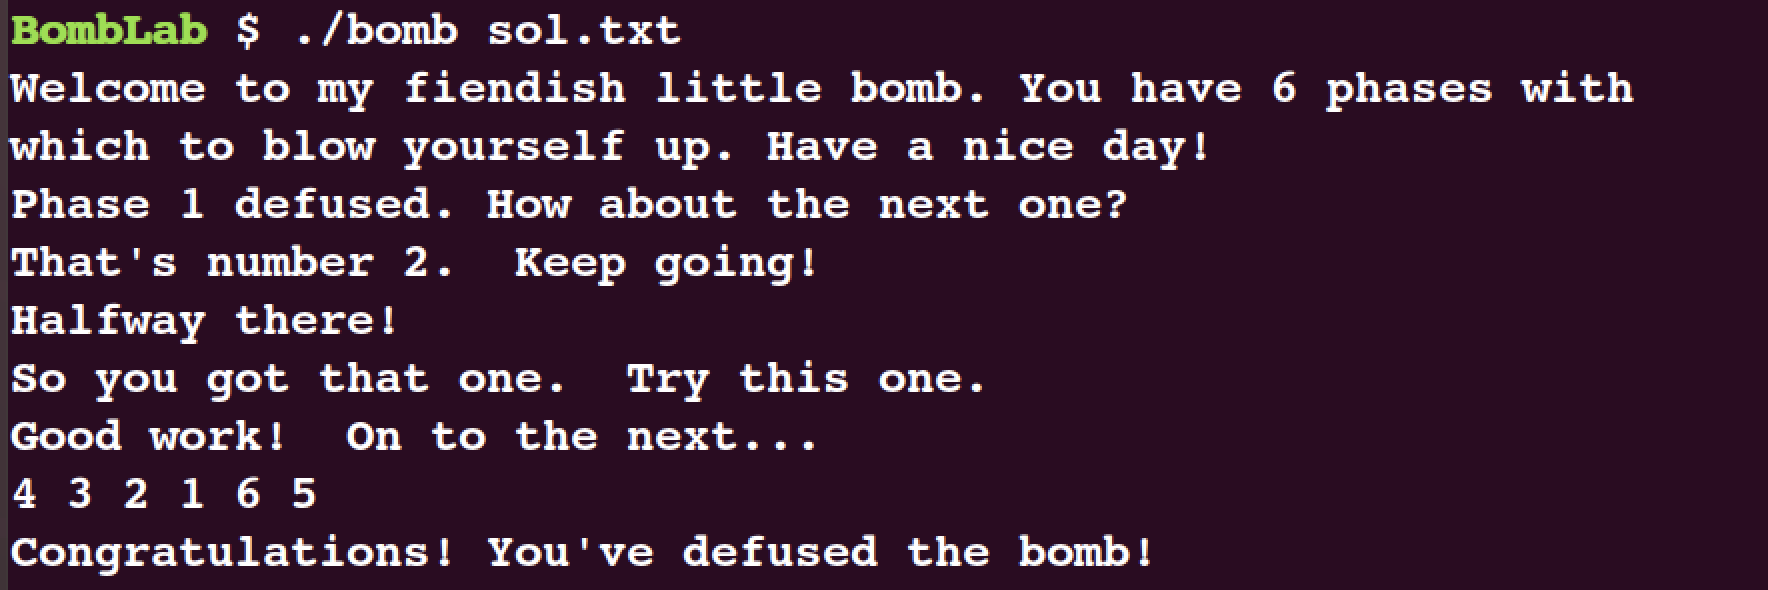 BombLab $ ./bomb sol.txt
Welcome to my fiendish little bomb. You have 6 phases with
which to blow yourself up. Have a nice day!
Phase 1 defused. How about the next one?
That's number 2.  Keep going!
Halfway there!
So you got that one.  Try this one.
Good work!  On to the next...
4 3 2 1 6 5
Congratulations! You've defused the bomb!